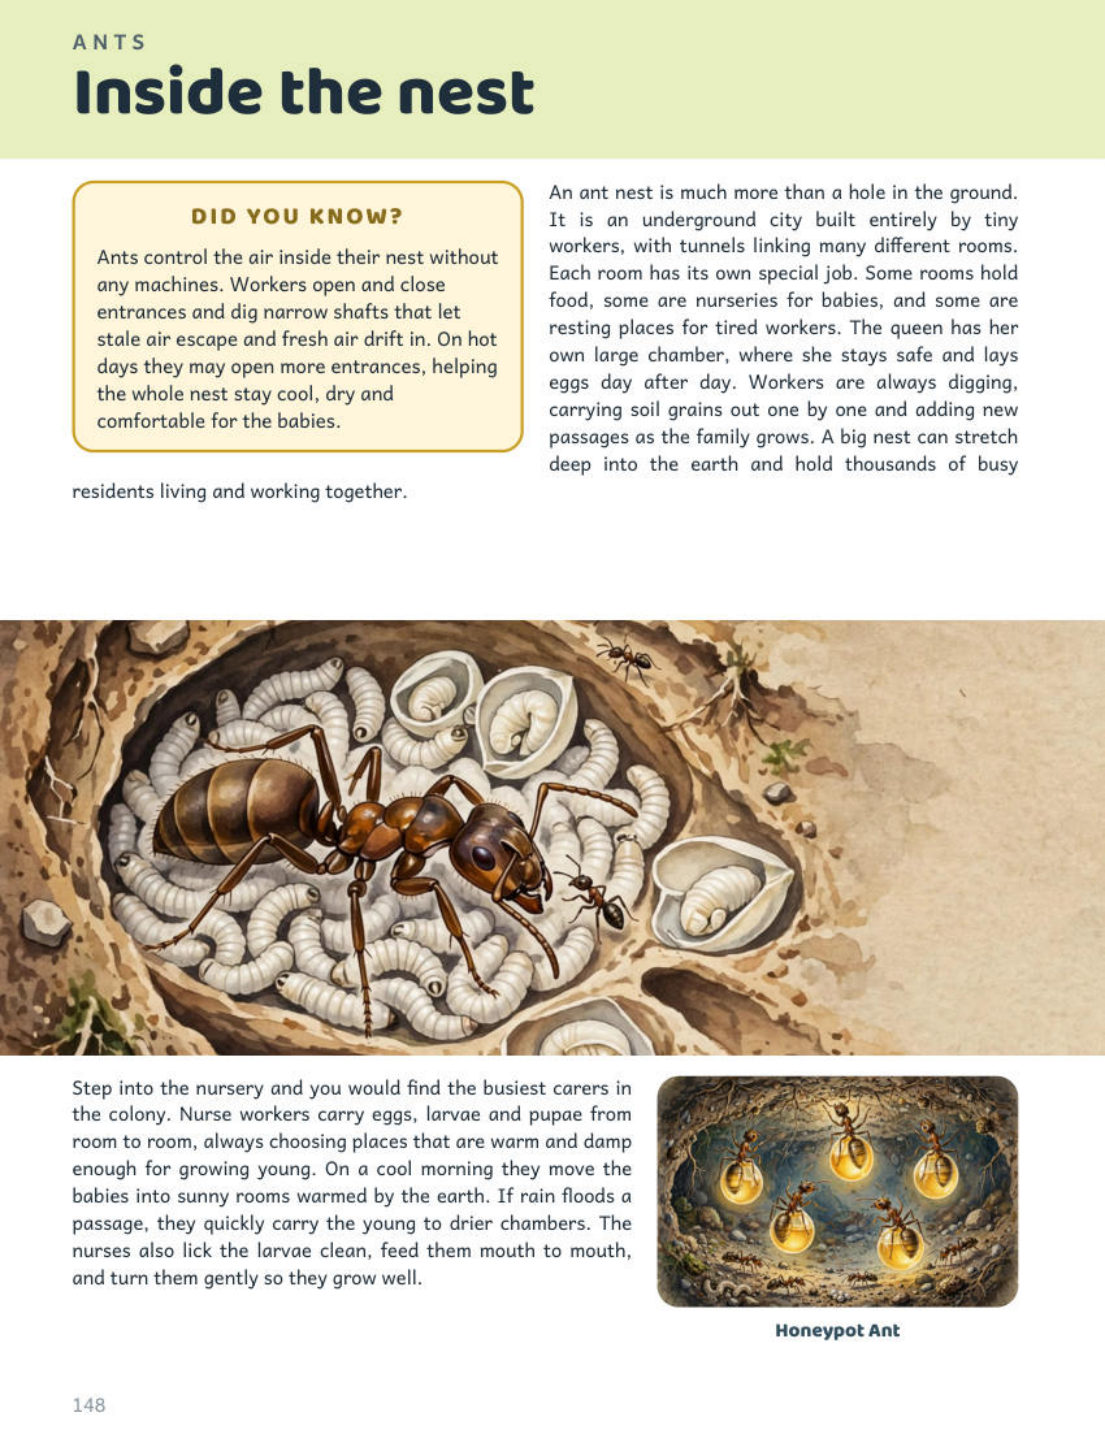 ANTS
Inside the nest
DID YOU KNOW?
Ants control the air inside their nest without
any machines. Workers open and close
entrances and dig narrow shafts that let
stale air escape and fresh air drift in. On hot
days they may open more entrances, helping
the whole nest stay cool, dry and
comfortable for the babies.
An ant nest is much more than a hole in the ground.
It is an underground city built entirely by tiny
workers, with tunnels linking many different rooms.
Each room has its own special job. Some rooms hold
food, some are nurseries for babies, and some are
resting places for tired workers. The queen has her
own large chamber, where she stays safe and lays
eggs day after day. Workers are always digging,
carrying soil grains out one by one and adding new
passages as the family grows. A big nest can stretch
deep into the earth and hold thousands of busy
residents living and working together.
Step into the nursery and you would find the busiest carers in
the colony. Nurse workers carry eggs, larvae and pupae from
room to room, always choosing places that are warm and damp
enough for growing young. On a cool morning they move the
babies into sunny rooms warmed by the earth. If rain floods a
passage, they quickly carry the young to drier chambers. The
nurses also lick the larvae clean, feed them mouth to mouth,
and turn them gently so they grow well.
Honeypot Ant
148